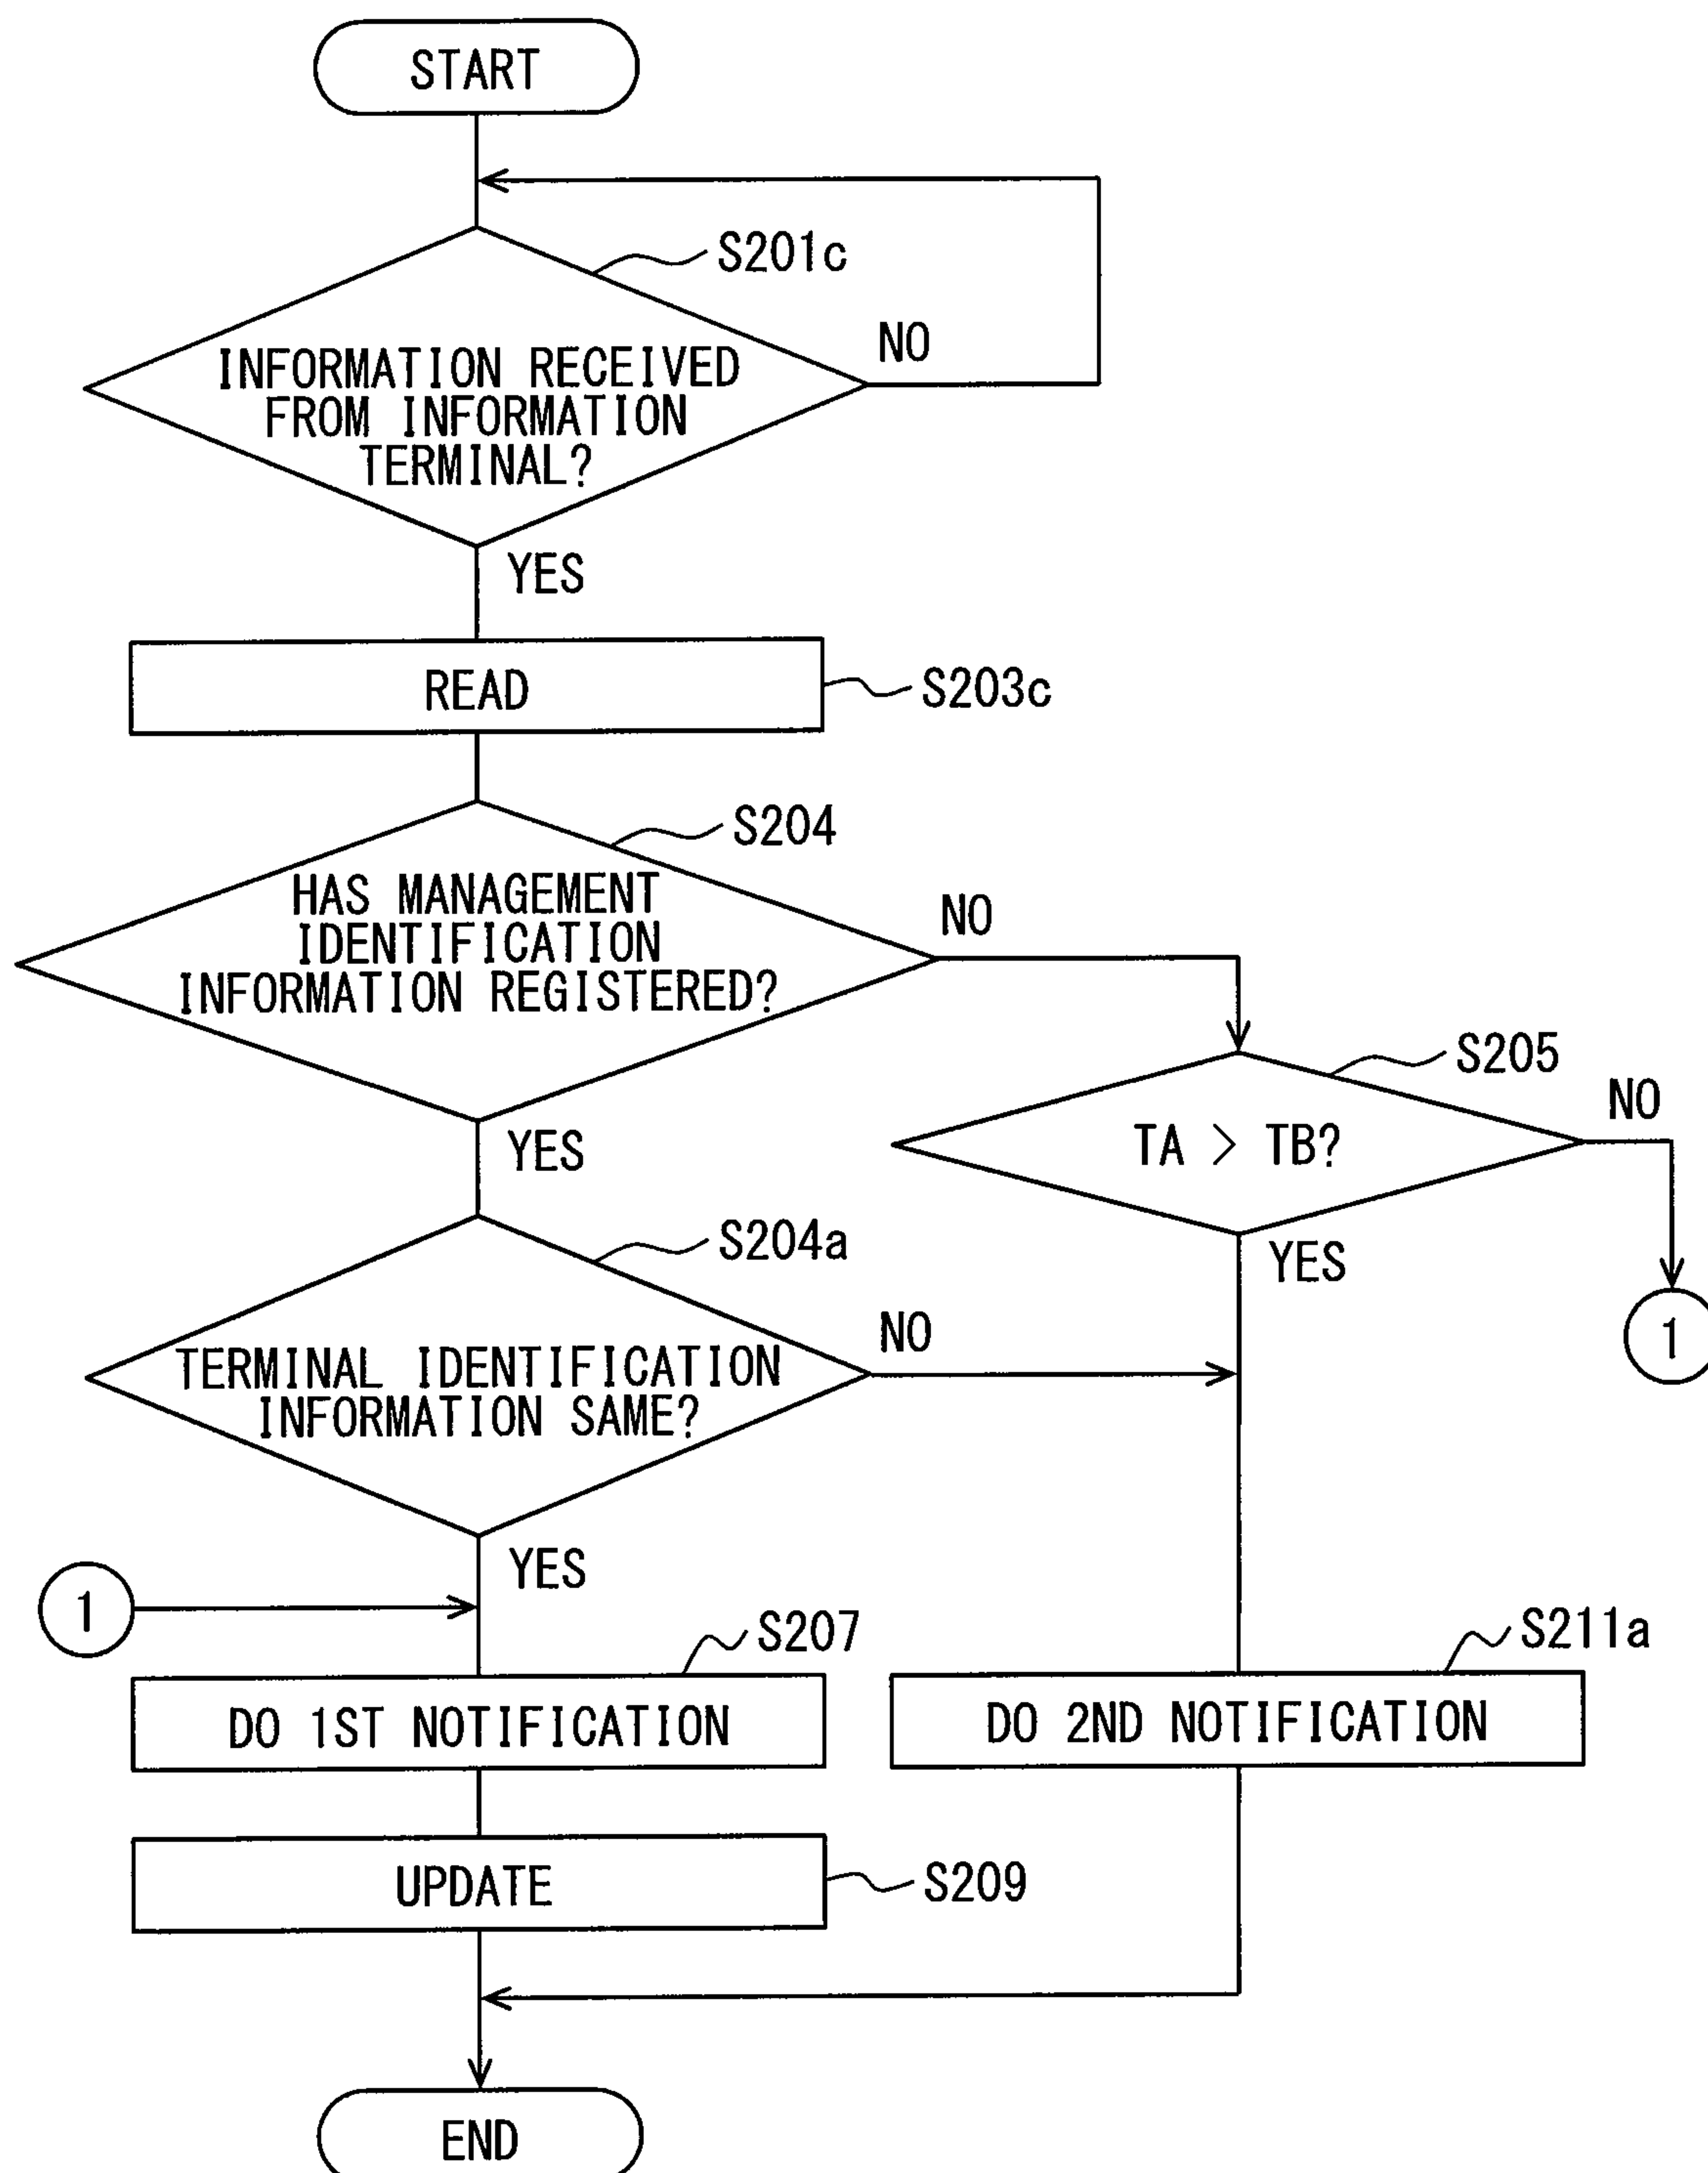 START
S201c
NO
INFORMATION RECEIVED
FROM INFORMATION
TERMINAL?
YES
READ
S203c
S204
HAS MANAGEMENT
IDENTIFICATION
INFORMATION REGISTERED?
NO
S205
NO
TA > TB?
YES
YES
1
S204a
NO
TERMINAL IDENTIFICATION
INFORMATION SAME?
YES
1
S207
S211a
DO 1ST NOTIFICATION
DO 2ND NOTIFICATION
UPDATE
S209
END